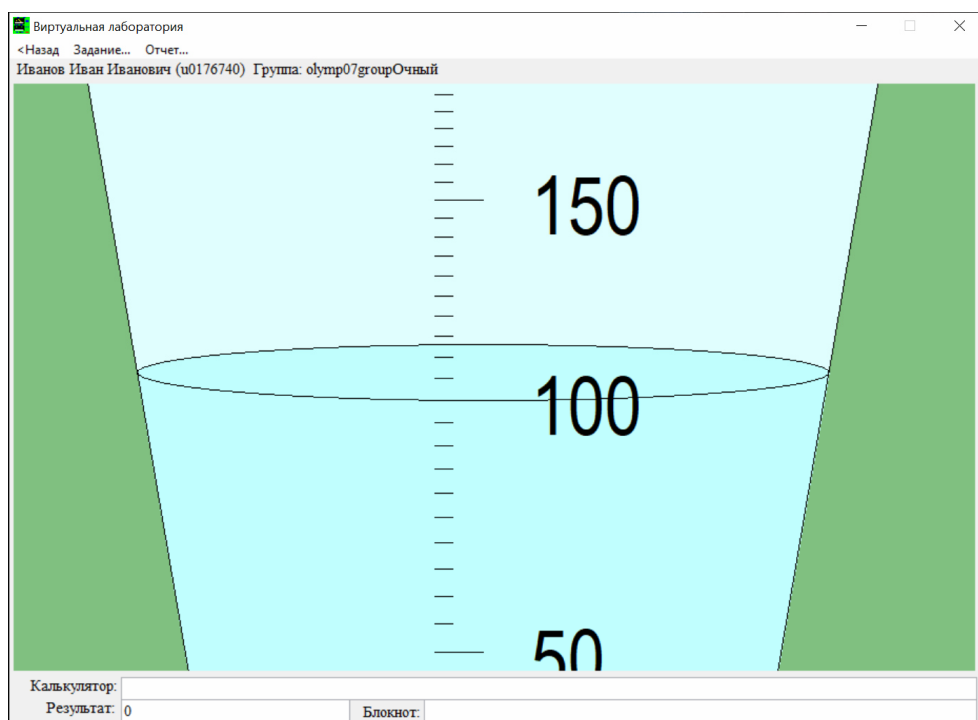 Виртуальная лаборатория
<Назад Задание... Отчет...
Иванов Иван Иванович (u0176740) Группа: olymp07groupОчный
150
100
50
Калькулятор:
Результат: 0 Блокнот: